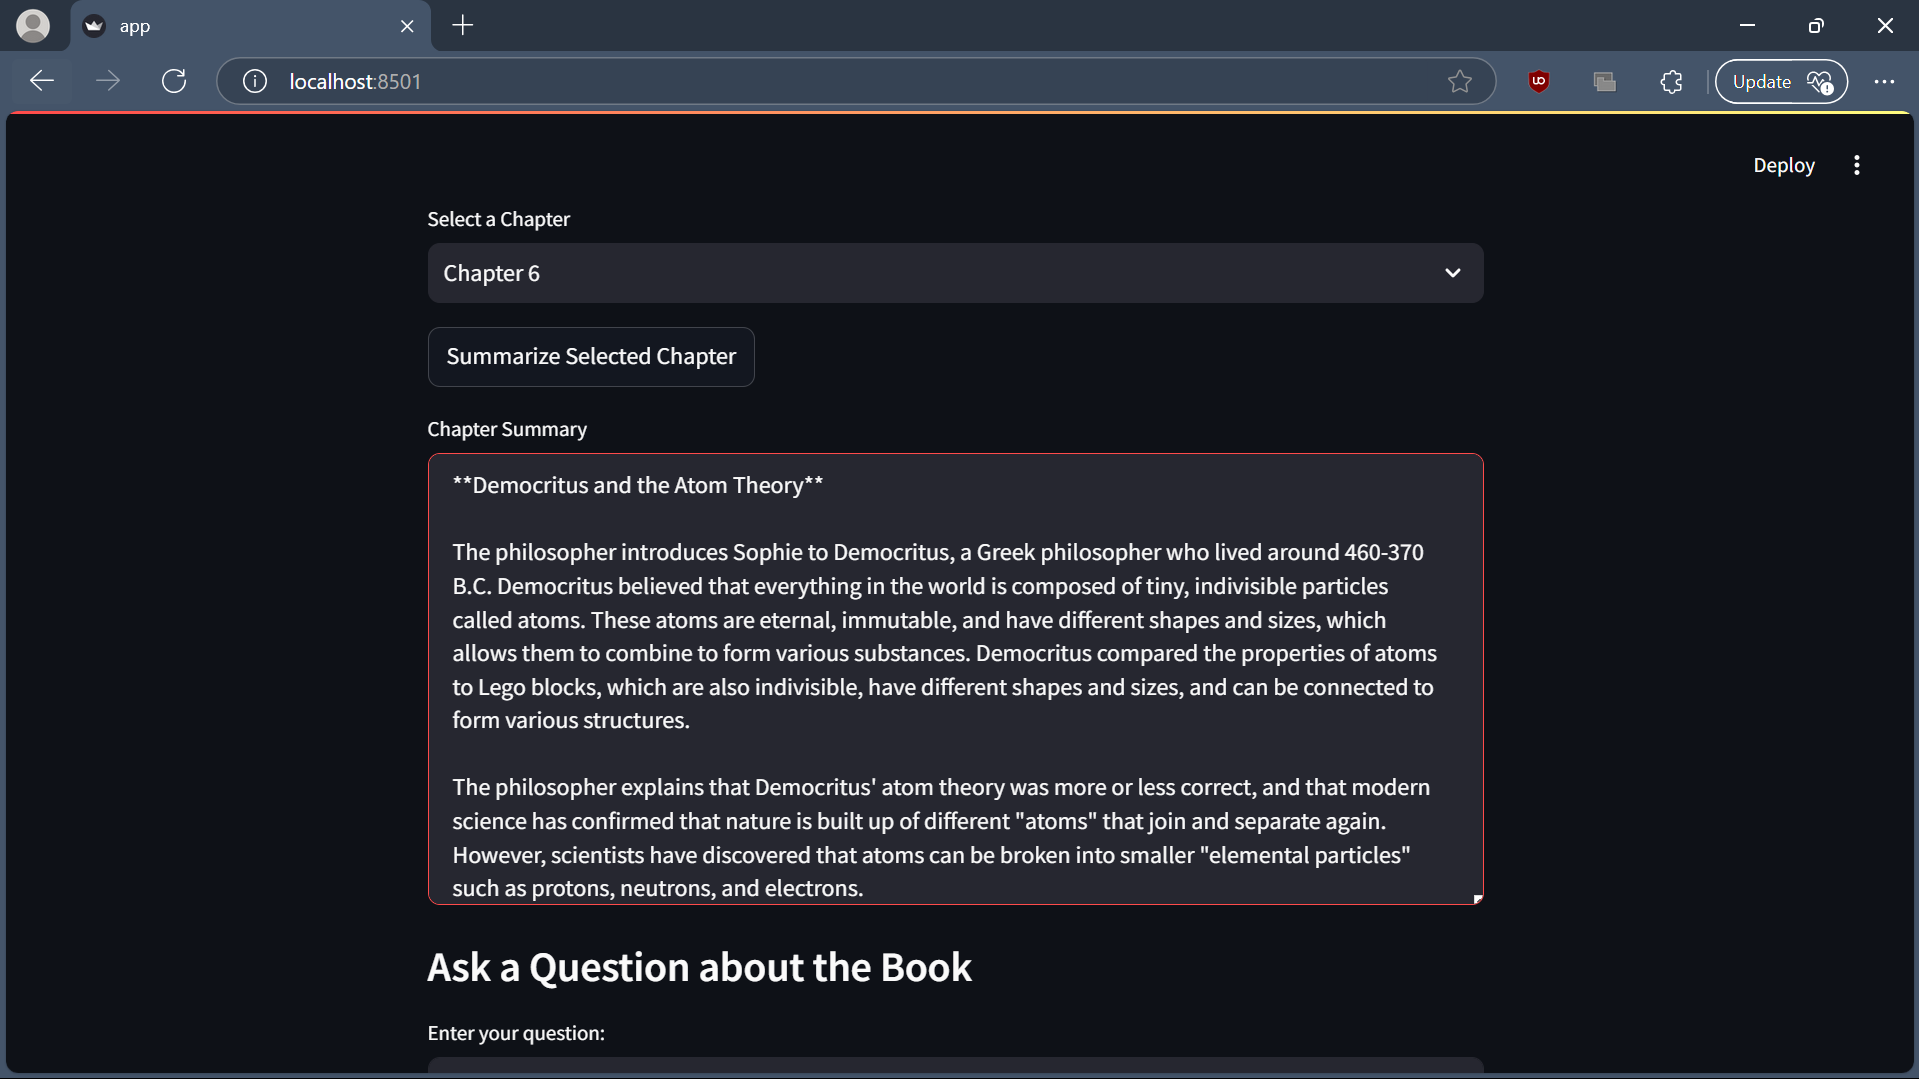 app
localhost:8501
Update
Deploy
Select a Chapter
Chapter 6
Summarize Selected Chapter
Chapter Summary
**Democritus and the Atom Theory**
The philosopher introduces Sophie to Democritus, a Greek philosopher who lived around 460-370
B.C. Democritus believed that everything in the world is composed of tiny, indivisible particles
called atoms. These atoms are eternal, immutable, and have different shapes and sizes, which
allows them to combine to form various substances. Democritus compared the properties of atoms
to Lego blocks, which are also indivisible, have different shapes and sizes, and can be connected to
form various structures.
The philosopher explains that Democritus' atom theory was more or less correct, and that modern
science has confirmed that nature is built up of different "atoms" that join and separate again.
However, scientists have discovered that atoms can be broken into smaller "elemental particles"
such as protons, neutrons, and electrons.
Ask a Question about the Book
Enter your question: